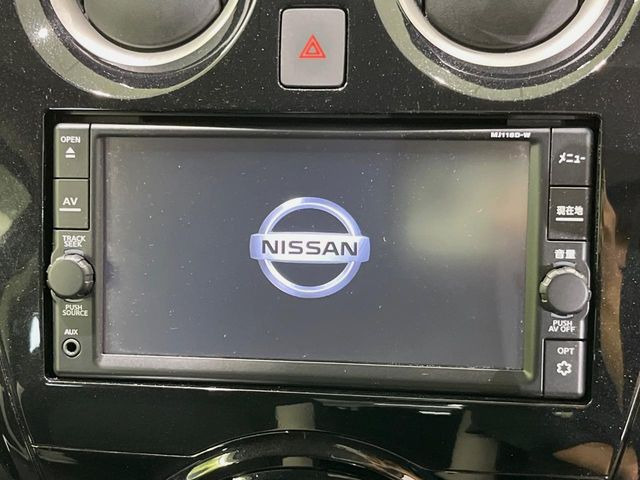 OPEN
AV
TRACK
SEEK
PUSH
SOURCE
AUX
NISSAN
MJ116D-W
メニュー
現在地
音量
PUSH
AV OFF
OPT